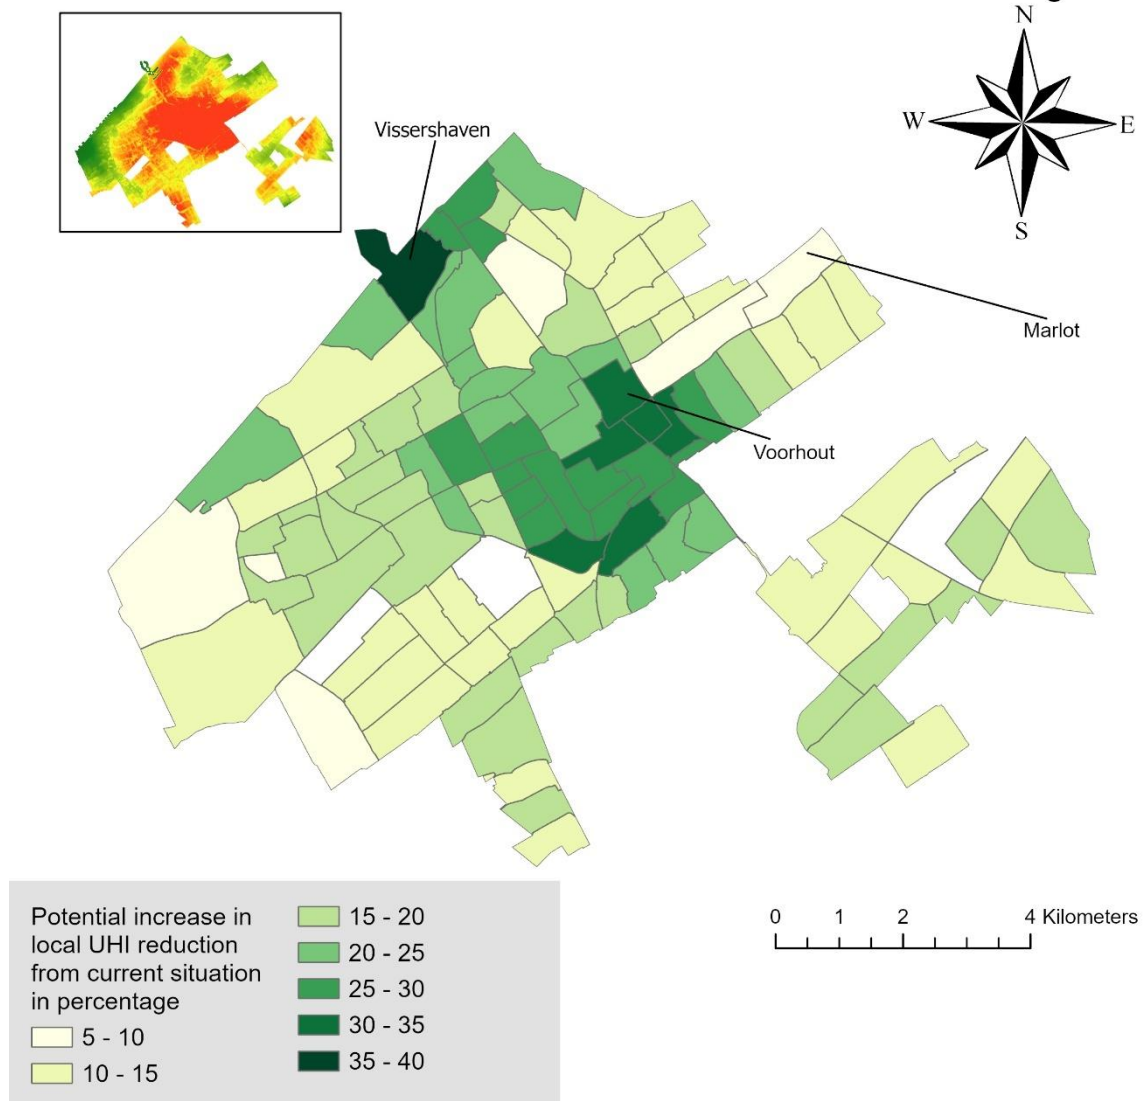 N
W
E
S
Vissershaven
Marlot
Voorhout
Potential increase in
local UHI reduction
from current situation
in percentage
5 - 10
10 - 15
15 - 20
20 - 25
25 - 30
30 - 35
35 - 40
0 1 2 4 Kilometers